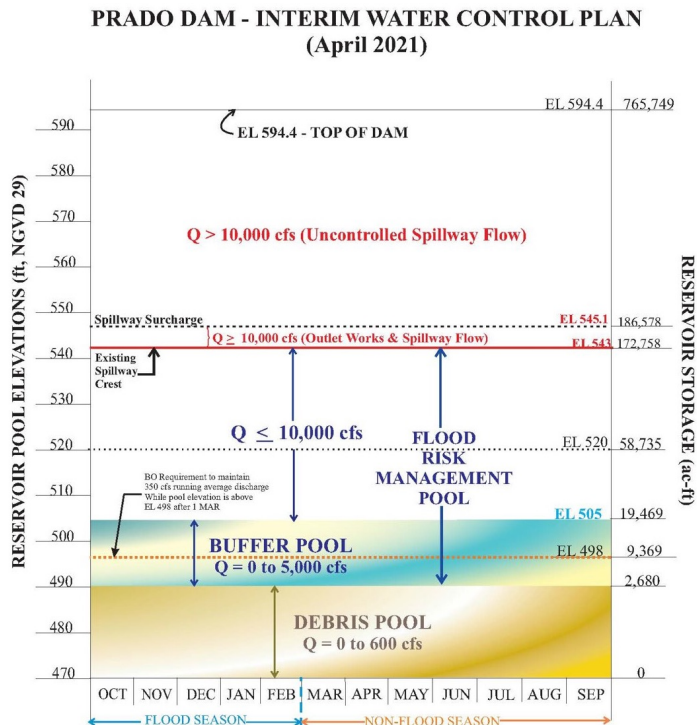 PRADO DAM - INTERIM WATER CONTROL PLAN
(April 2021)
RESERVOIR POOL ELEVATIONS (ft, NGVD 29)
590
580
570
560
550
540
530
520
510
500
490
480
470
EL 594.4
765,749
EL 594.4 - TOP OF DAM
Q > 10,000 cfs (Uncontrolled Spillway Flow)
Spillway Surcharge
EL 545.1
186,578
Q ≥ 10,000 cfs (Outlet Works & Spillway Flow)
EL 543
172,758
Existing
Spillway
Crest
Q ≤ 10,000 cfs
FLOOD
RISK
MANAGEMENT
POOL
EL 520
58,735
BO Requirement to maintain
350 cfs running average discharge
While pool elevation is above
EL 498 after 1 MAR
EL 505
19,469
BUFFER POOL
Q = 0 to 5,000 cfs
EL 498
9,369
2,680
DEBRIS POOL
Q = 0 to 600 cfs
0
RESERVOIR STORAGE (ac-ft)
OCT NOV DEC JAN FEB MAR APR MAY JUN JUL AUG SEP
FLOOD SEASON
NON-FLOOD SEASON